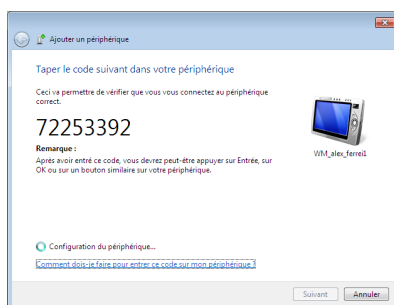 Ajouter un périphérique
Taper le code suivant dans votre périphérique
Ceci va permettre de vérifier que vous vous connectez au périphérique
correct.
72253392
Remarque :
Après avoir entré ce code, vous devrez peut-être appuyer sur Entrée, sur
OK ou sur un bouton similaire sur votre périphérique.
WM_alex_ferrei1
Configuration du périphérique...
Comment dois-je faire pour entrer ce code sur mon périphérique ?
Suivant
Annuler